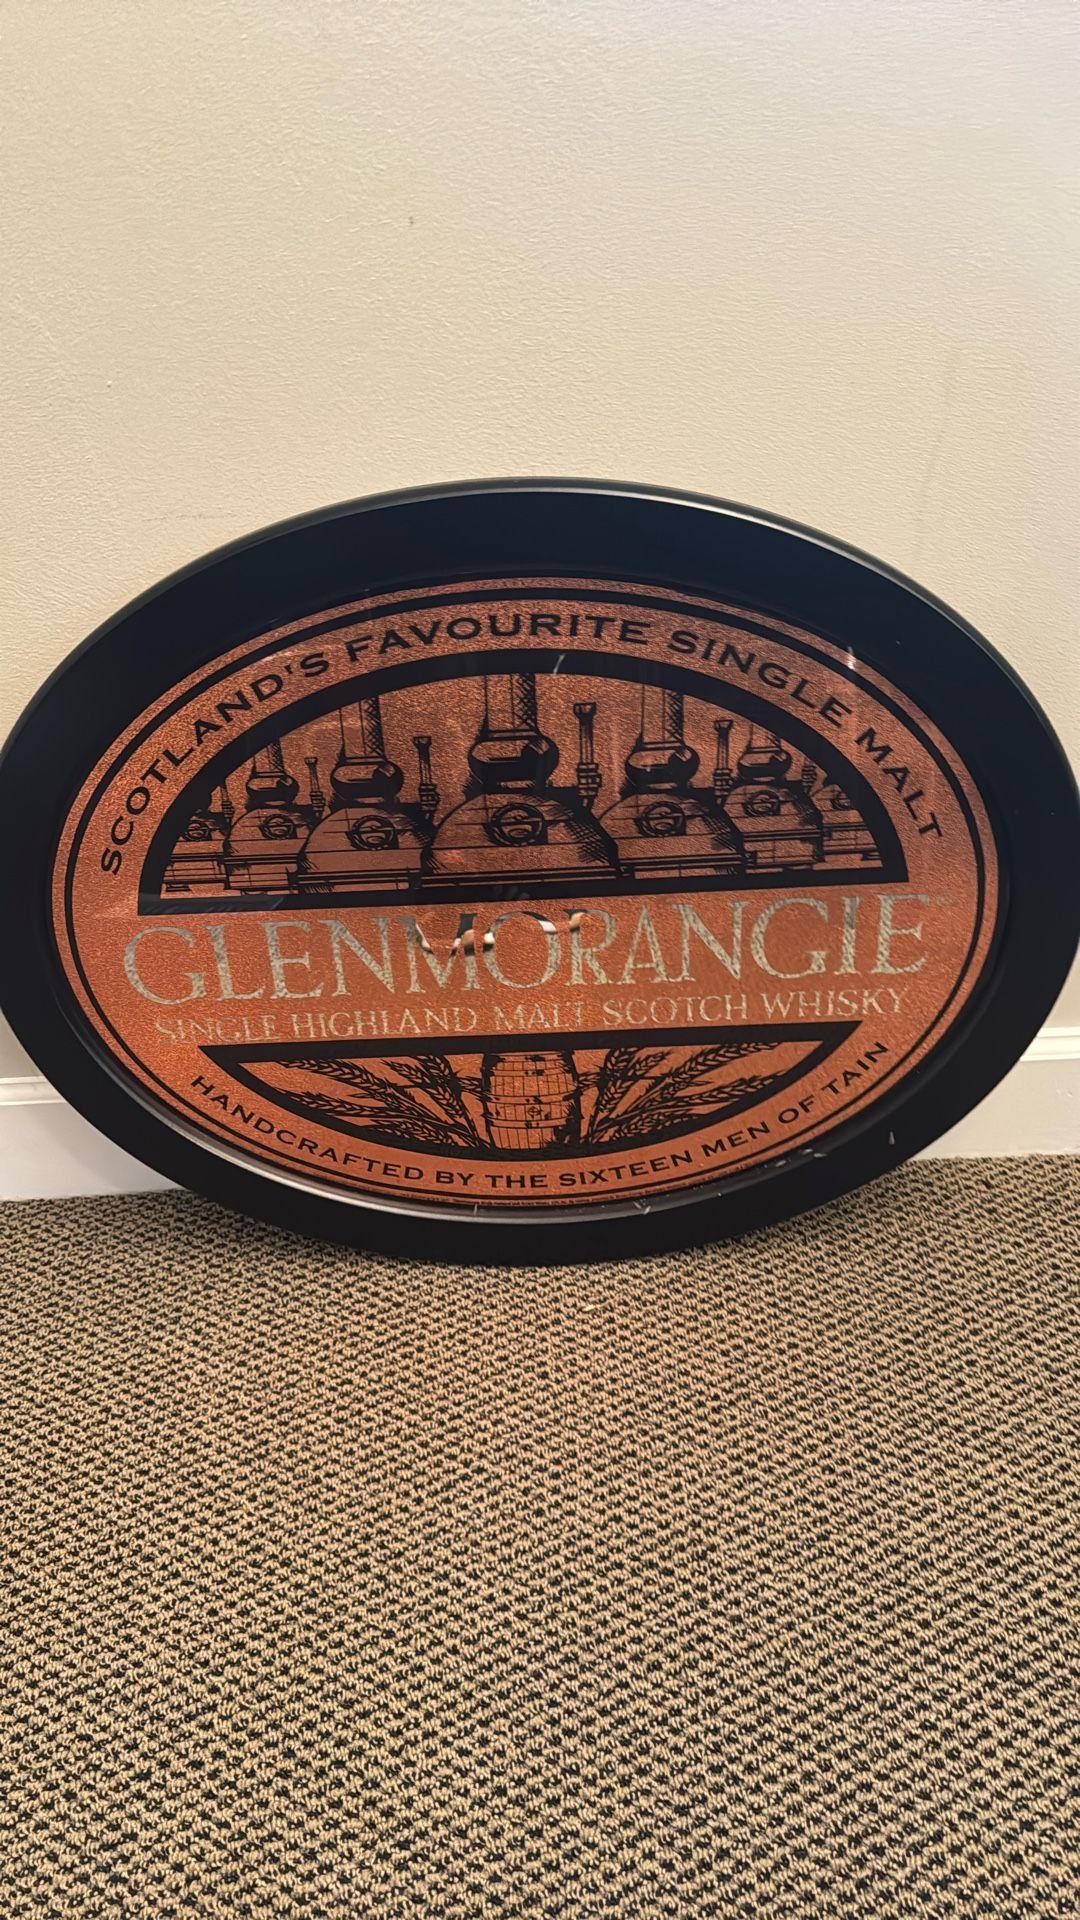 SCOTLAND'S FAVOURITE SINGLE MALT
GLENMORANGIE®
SINGLE HIGHLAND MALT SCOTCH WHISKY
HANDCRAFTED BY THE SIXTEEN MEN OF TAIN